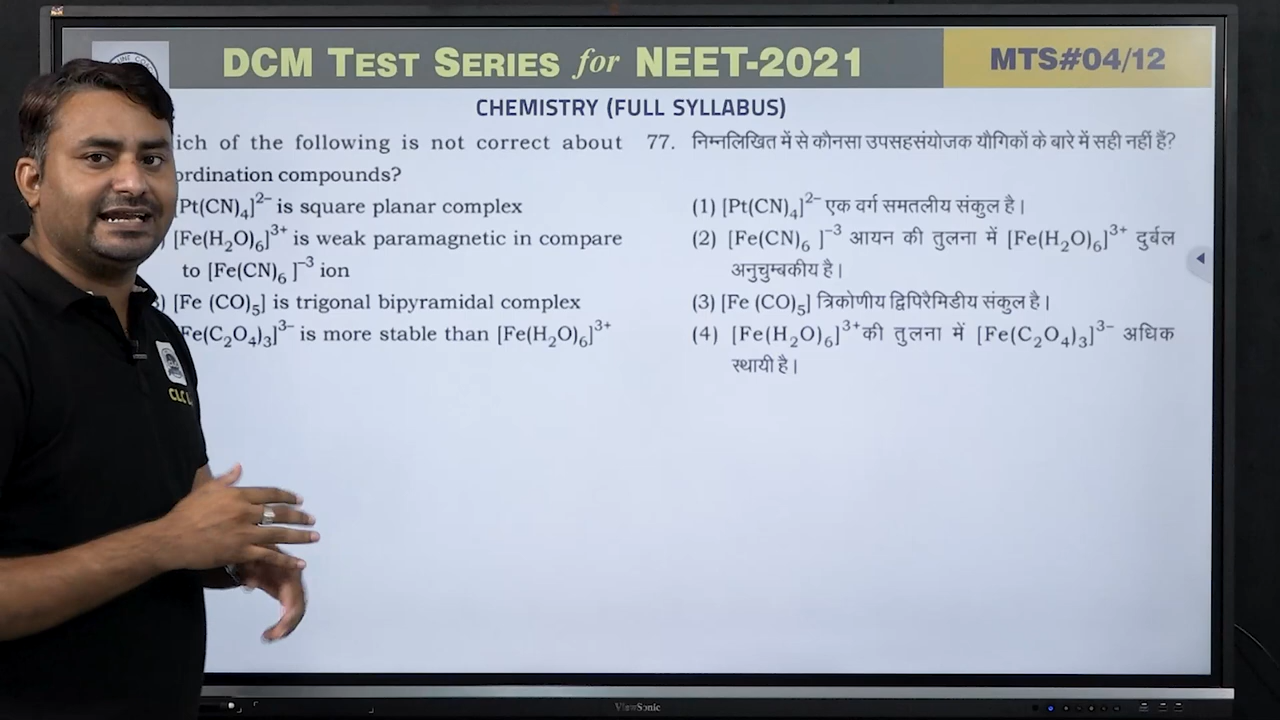 DCM TEST SERIES for NEET-2021
MTS#04/12
CHEMISTRY (FULL SYLLABUS)
of the following is not correct about
compounds?
[Pt(CN)₄]²⁻ is square planar complex
[Fe(H₂O)₆]³⁺ is weak paramagnetic in compare
to [Fe(CN)₆ ]⁻³ ion
[Fe (CO)₅] is trigonal bipyramidal complex
Fe(C₂O₄)₃]³⁻ is more stable than [Fe(H₂O)₆]³⁺
77. निम्नलिखित में से कौनसा उपसहसंयोजक यौगिकों के बारे में सही नहीं हैं?
(1) [Pt(CN)₄]²⁻ एक वर्ग समतलीय संकुल है।
(2) [Fe(CN)₆ ]⁻³ आयन की तुलना में [Fe(H₂O)₆]³⁺ दुर्बल
अनुचुम्बकीय है।
(3) [Fe (CO)₅] त्रिकोणीय द्विपिरैमिडीय संकुल है।
(4) [Fe(H₂O)₆]³⁺की तुलना में [Fe(C₂O₄)₃]³⁻ अधिक
स्थायी है।
ViewSonic